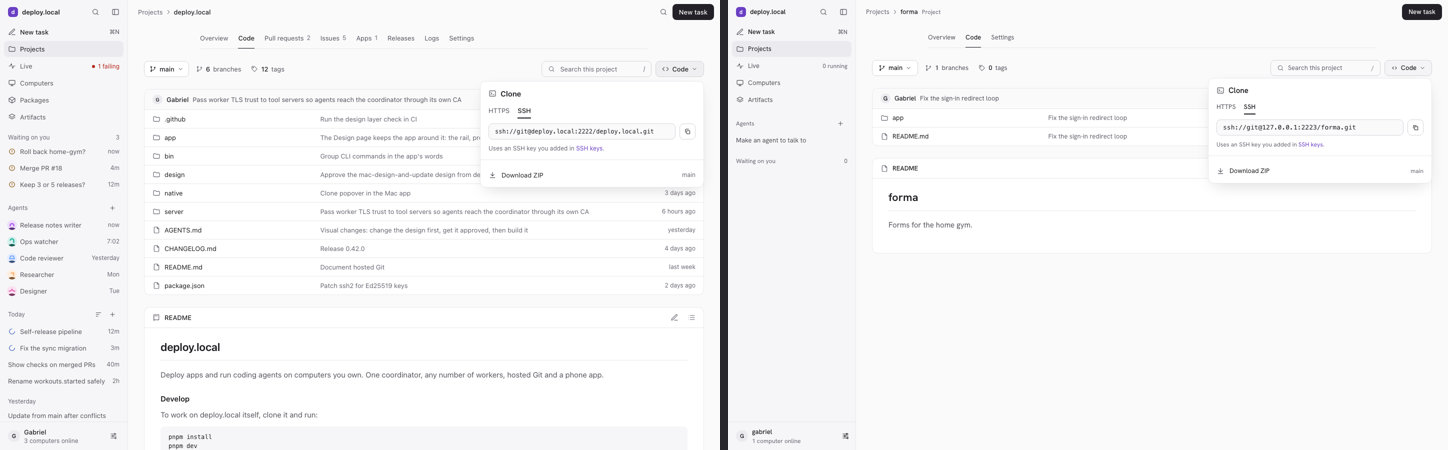 d deploy.local
New task ⌘N
Projects
Live 1 failing
Computers
Packages
Artifacts
Waiting on you 3
Roll back home-gym? now
Merge PR #18 4m
Keep 3 or 5 releases? 12m
Agents
Release notes writer now
Ops watcher 7:02
Code reviewer Yesterday
Researcher Mon
Designer Tue
Today
Self-release pipeline 12m
Fix the sync migration 3m
Show checks on merged PRs 40m
Rename workouts.started safely 2h
Yesterday
Update from main after conflicts
G Gabriel
3 computers online
Projects > deploy.local
New task
Overview Code Pull requests 2 Issues 5 Apps 1 Releases Logs Settings
main 6 branches 12 tags Search this project / <> Code
G Gabriel Pass worker TLS trust to tool servers so agents reach the coordinator through its own CA
.github Run the design layer check in CI
app The Design page keeps the app around it: the rail, pr
bin Group CLI commands in the app's words
design Approve the mac-design-and-update design from de
native Clone popover in the Mac app 3 days ago
server Pass worker TLS trust to tool servers so agents reach the coordinator through its own CA 6 hours ago
AGENTS.md Visual changes: change the design first, get it approved, then build it yesterday
CHANGELOG.md Release 0.42.0 4 days ago
README.md Document hosted Git last week
package.json Patch ssh2 for Ed25519 keys 2 days ago
Clone
HTTPS SSH
ssh://git@deploy.local:2222/deploy.local.git
Uses an SSH key you added in SSH keys.
Download ZIP main
README
deploy.local
Deploy apps and run coding agents on computers you own. One coordinator, any number of workers, hosted Git and a phone app.
Develop
To work on deploy.local itself, clone it and run:
pnpm install
pnpm dev
d deploy.local
New task ⌘N
Projects
Live 0 running
Computers
Artifacts
Agents
Make an agent to talk to
Waiting on you 0
G gabriel
1 computer online
Projects > forma Project
New task
Overview Code Settings
main 1 branches 0 tags Search this project / <> Code
G Gabriel Fix the sign-in redirect loop
app Fix the sign-in redirect loop
README.md Fix the sign-in redirect loop
Clone
HTTPS SSH
ssh://git@127.0.0.1:2223/forma.git
Uses an SSH key you added in SSH keys.
Download ZIP main
README
forma
Forms for the home gym.